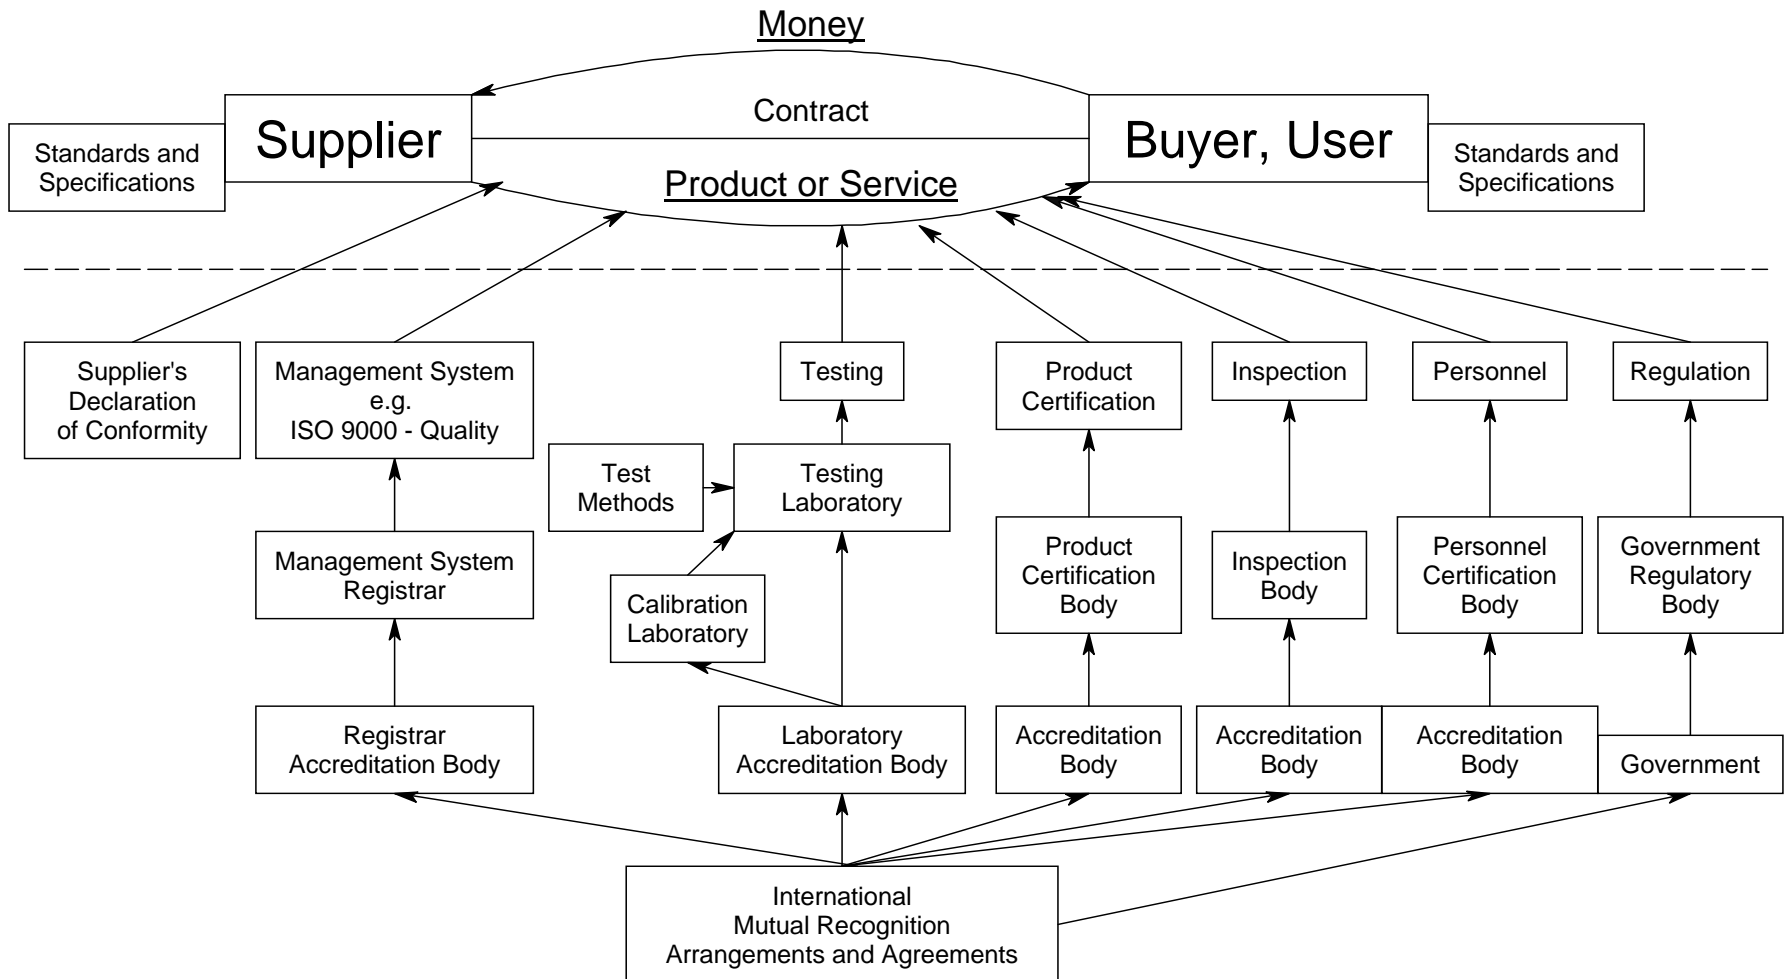 Money
Contract
Supplier
Buyer, User
Standards and
Specifications
Standards and
Specifications
Product or Service
Supplier's
Declaration
of Conformity
Management System
e.g.
ISO 9000 - Quality
Testing
Product
Certification
Inspection
Personnel
Regulation
Test
Methods
Testing
Laboratory
Management System
Registrar
Calibration
Laboratory
Product
Certification
Body
Inspection
Body
Personnel
Certification
Body
Government
Regulatory
Body
Registrar
Accreditation Body
Laboratory
Accreditation Body
Accreditation
Body
Accreditation
Body
Accreditation
Body
Government
International
Mutual Recognition
Arrangements and Agreements